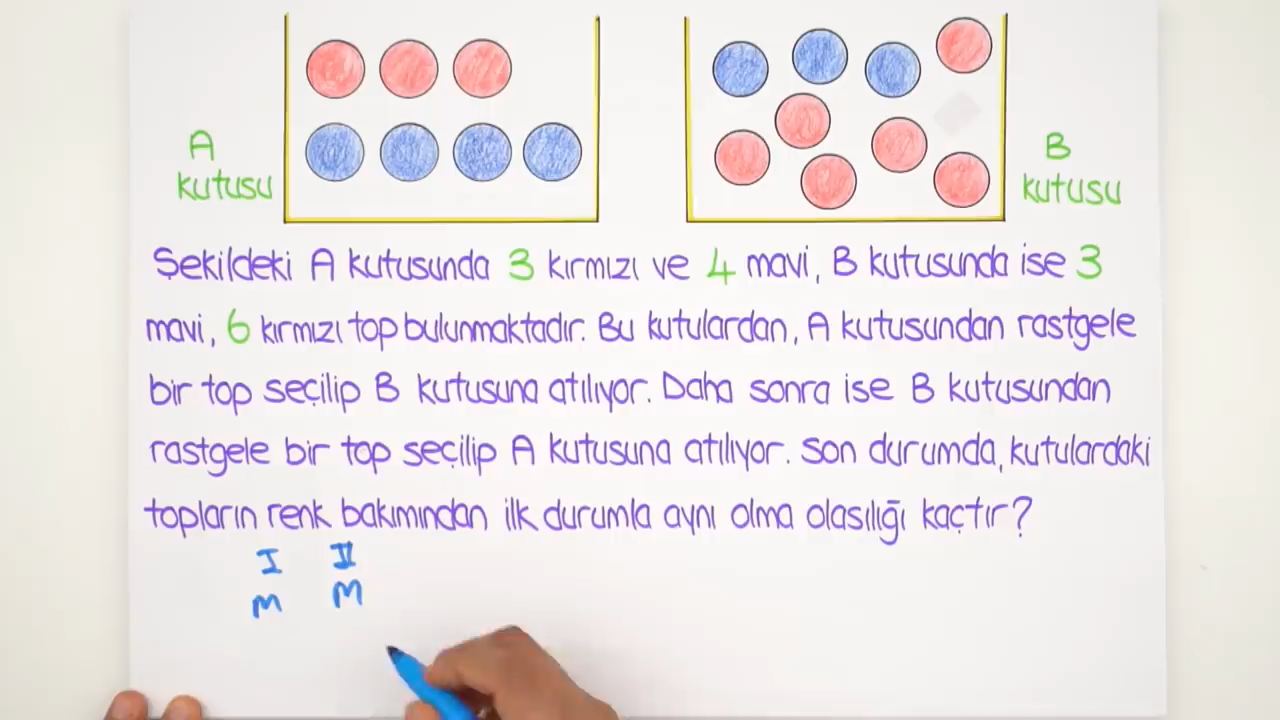 A
kutusu
B
kutusu
Şekildeki A kutusunda 3 kırmızı ve 4 mavi, B kutusunda ise 3
mavi, 6 kırmızı top bulunmaktadır. Bu kutulardan, A kutusundan rastgele
bir top seçilip B kutusuna atılıyor. Daha sonra ise B kutusundan
rastgele bir top seçilip A kutusuna atılıyor. Son durumda, kutulardaki
topların renk bakımından ilk durumla aynı olma olasılığı kaçtır?
I II
M M